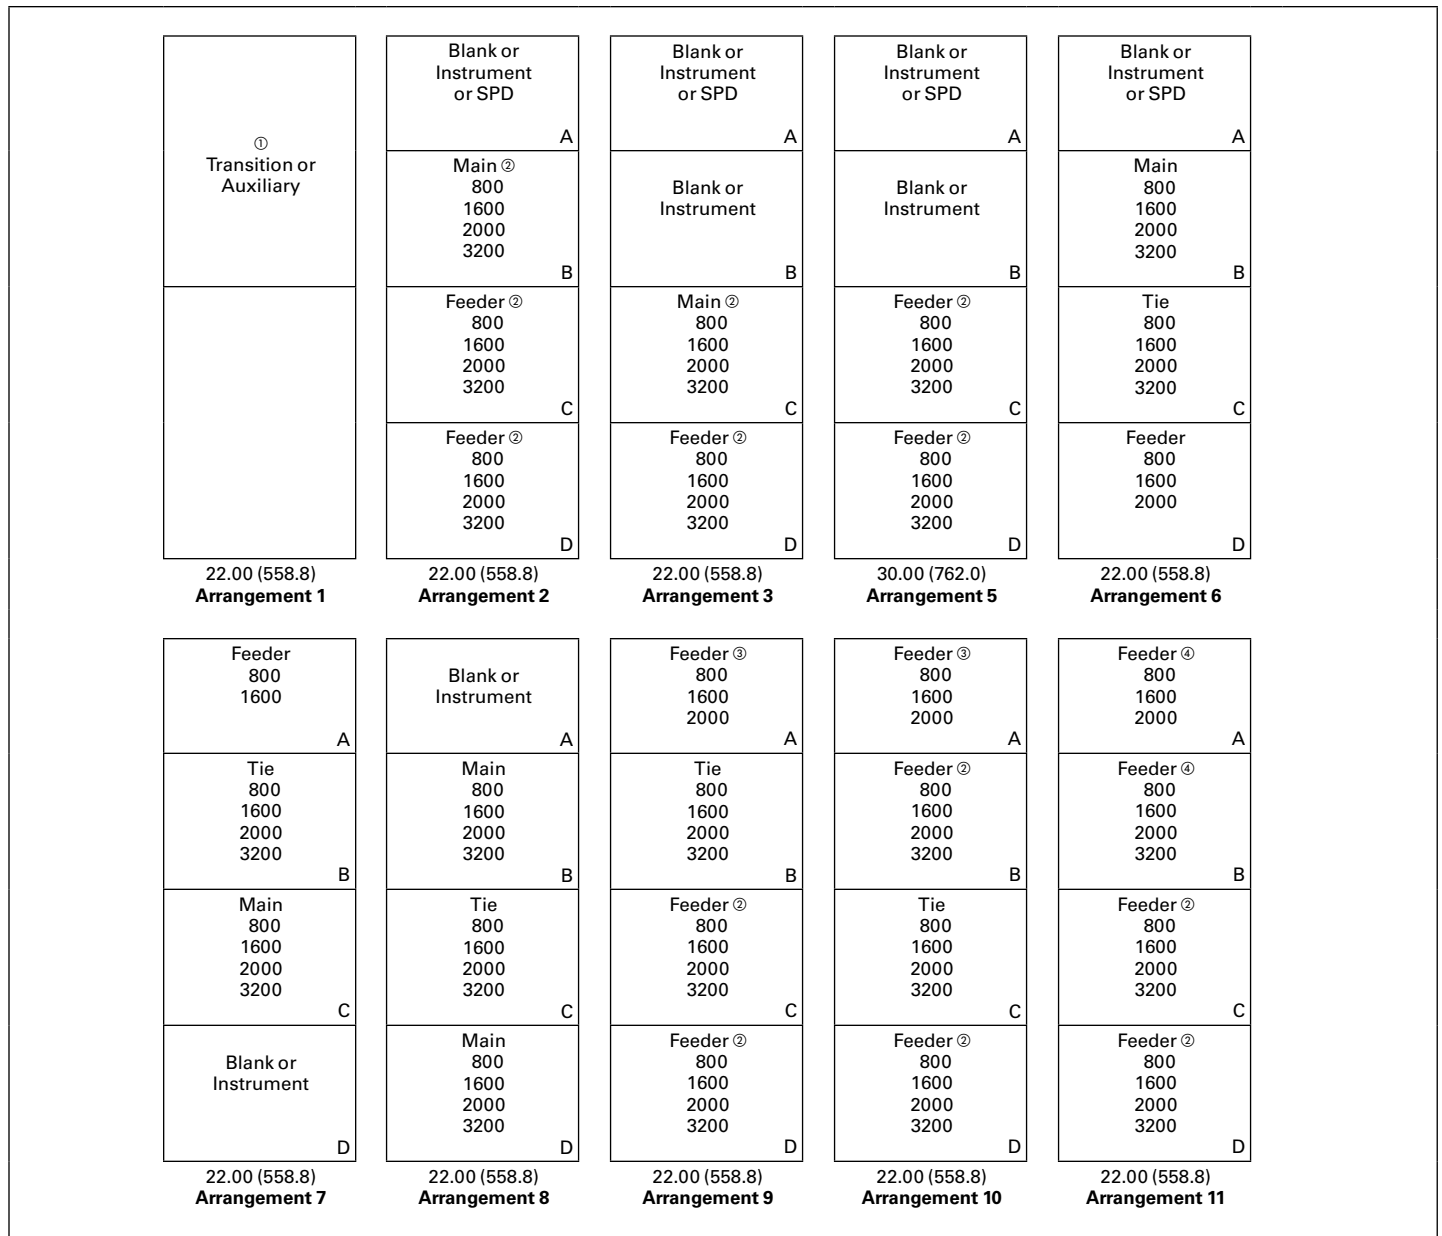 ①
Transition or
Auxiliary
22.00 (558.8)
Arrangement 1
Blank or
Instrument
or SPD
A
Main ②
800
1600
2000
3200
B
Feeder ②
800
1600
2000
3200
C
Feeder ②
800
1600
2000
3200
D
22.00 (558.8)
Arrangement 2
Blank or
Instrument
or SPD
A
Blank or
Instrument
B
Main ②
800
1600
2000
3200
C
Feeder ②
800
1600
2000
3200
D
22.00 (558.8)
Arrangement 3
Blank or
Instrument
or SPD
A
Blank or
Instrument
B
Feeder ②
800
1600
2000
3200
C
Feeder ②
800
1600
2000
3200
D
30.00 (762.0)
Arrangement 5
Blank or
Instrument
or SPD
A
Main
800
1600
2000
3200
B
Tie
800
1600
2000
3200
C
Feeder
800
1600
2000
D
22.00 (558.8)
Arrangement 6
Feeder
800
1600
A
Tie
800
1600
2000
3200
B
Main
800
1600
2000
3200
C
Blank or
Instrument
D
22.00 (558.8)
Arrangement 7
Blank or
Instrument
A
Main
800
1600
2000
3200
B
Tie
800
1600
2000
3200
C
Main
800
1600
2000
3200
D
22.00 (558.8)
Arrangement 8
Feeder ③
800
1600
2000
A
Tie
800
1600
2000
3200
B
Feeder ②
800
1600
2000
3200
C
Feeder ②
800
1600
2000
3200
D
22.00 (558.8)
Arrangement 9
Feeder ③
800
1600
2000
A
Feeder ②
800
1600
2000
3200
B
Tie
800
1600
2000
3200
C
Feeder ②
800
1600
2000
3200
D
22.00 (558.8)
Arrangement 10
Feeder ④
800
1600
2000
A
Feeder ④
800
1600
2000
3200
B
Feeder ②
800
1600
2000
3200
C
Feeder ②
800
1600
2000
3200
D
22.00 (558.8)
Arrangement 11